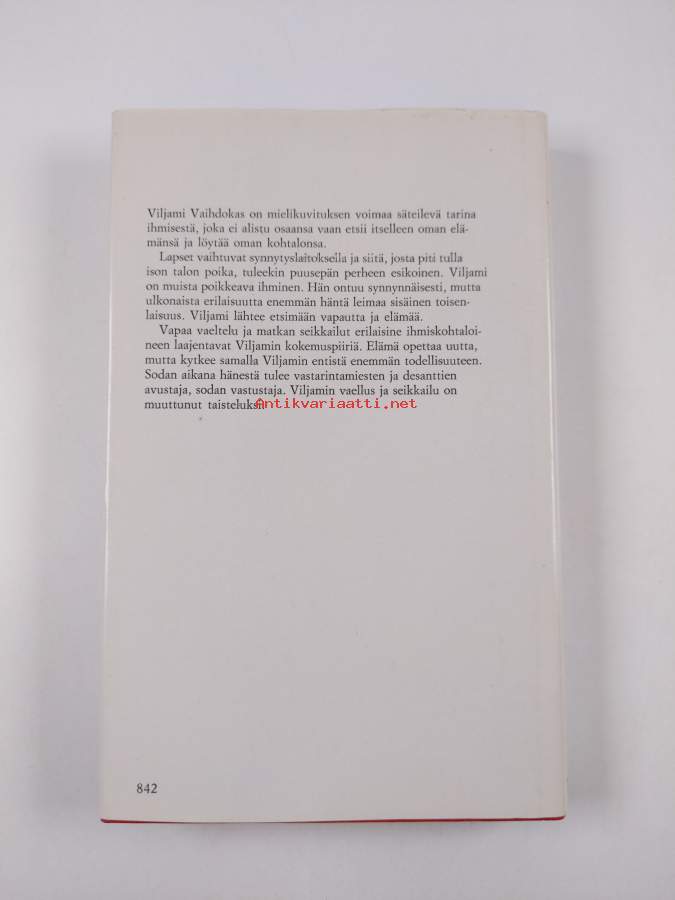 Viljami Vaihdokas on mielikuvituksen voimaa säteilevä tarina
ihmisestä, joka ei alistu osaansa vaan etsii itselleen oman elä-
mänsä ja löytää oman kohtalonsa.
Lapset vaihtuvat synnytyslaitoksella ja siitä, josta piti tulla
ison talon poika, tuleekin puusepän perheen esikoinen. Viljami
on muista poikkeava ihminen. Hän ontuu synnynnäisesti, mutta
ulkonaista erilaisuutta enemmän häntä leimaa sisäinen toisen-
laisuus. Viljami lähtee etsimään vapautta ja elämää.
Vapaa vaeltelu ja matkan seikkailut erilaisine ihmiskohtaloi-
neen laajentavat Viljamin kokemuspiiriä. Elämä opettaa uutta,
mutta kytkee samalla Viljamin entistä enemmän todellisuuteen.
Sodan aikana hänestä tulee vastarintamiesten ja desanttien
avustaja, sodan vastustaja. Viljamin vaellus ja seikkailu on
muuttunut taisteluksi.
Antikvariaatti.net
842